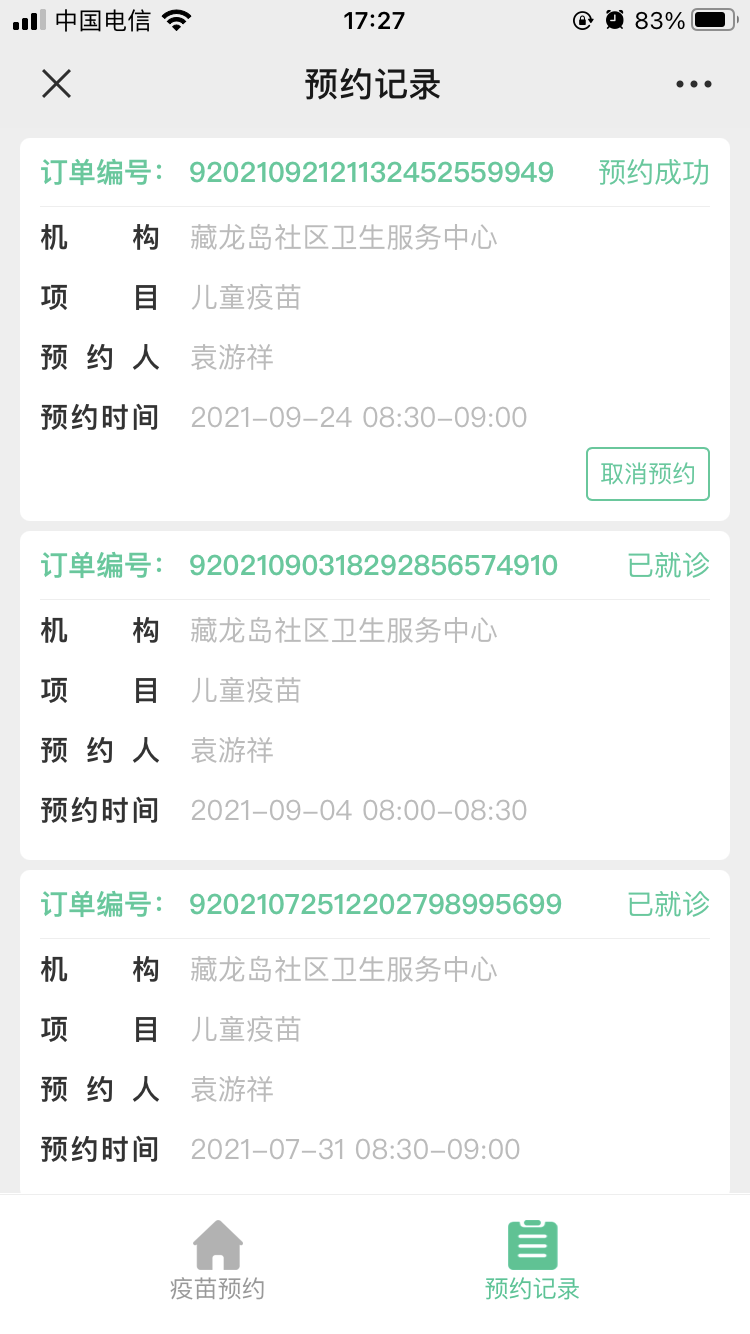 中国电信 17:27 83%
预约记录
订单编号： 92021092121132452559949 预约成功
机构 藏龙岛社区卫生服务中心
项目 儿童疫苗
预约人 袁游祥
预约时间 2021-09-24 08:30-09:00
取消预约
订单编号： 92021090318292856574910 已就诊
机构 藏龙岛社区卫生服务中心
项目 儿童疫苗
预约人 袁游祥
预约时间 2021-09-04 08:00-08:30
订单编号： 92021072512202798995699 已就诊
机构 藏龙岛社区卫生服务中心
项目 儿童疫苗
预约人 袁游祥
预约时间 2021-07-31 08:30-09:00
疫苗预约 预约记录